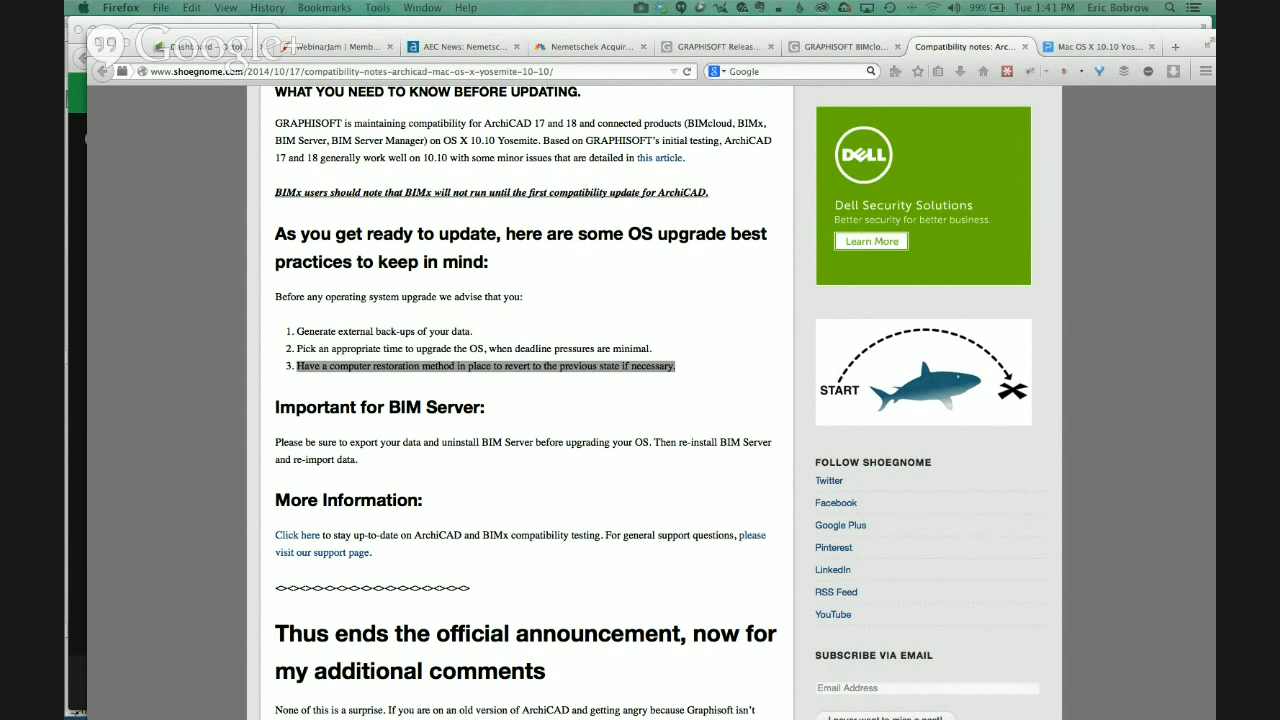 Firefox File Edit View History Bookmarks Tools Window Help 99% Tue 1:41 PM Eric Bobrow
Google+
WebinarJam | Memb... AEC News: Nemetsc... Nemetschek Acquir... GRAPHISOFT Releas... GRAPHISOFT BIMclo... Compatibility notes: Arc... Mac OS X 10.10 Yos...
www.shoegnome.com/2014/10/17/compatibility-notes-archicad-mac-os-x-yosemite-10-10/ Google
WHAT YOU NEED TO KNOW BEFORE UPDATING.
GRAPHISOFT is maintaining compatibility for ArchiCAD 17 and 18 and connected products (BIMcloud, BIMx,
BIM Server, BIM Server Manager) on OS X 10.10 Yosemite. Based on GRAPHISOFT's initial testing, ArchiCAD
17 and 18 generally work well on 10.10 with some minor issues that are detailed in this article.
BIMx users should note that BIMx will not run until the first compatibility update for ArchiCAD.
As you get ready to update, here are some OS upgrade best
practices to keep in mind:
Before any operating system upgrade we advise that you:
1. Generate external back-ups of your data.
2. Pick an appropriate time to upgrade the OS, when deadline pressures are minimal.
3. Have a computer restoration method in place to revert to the previous state if necessary.
Important for BIM Server:
Please be sure to export your data and uninstall BIM Server before upgrading your OS. Then re-install BIM Server
and re-import data.
More Information:
Click here to stay up-to-date on ArchiCAD and BIMx compatibility testing. For general support questions, please
visit our support page.
<><><><><><><><><><><><><><><><>
Thus ends the official announcement, now for
my additional comments
None of this is a surprise. If you are on an old version of ArchiCAD and getting angry because Graphisoft isn't
DELL
Dell Security Solutions
Better security for better business.
Learn More
START
FOLLOW SHOEGNOME
Twitter
Facebook
Google Plus
Pinterest
LinkedIn
RSS Feed
YouTube
SUBSCRIBE VIA EMAIL
Email Address